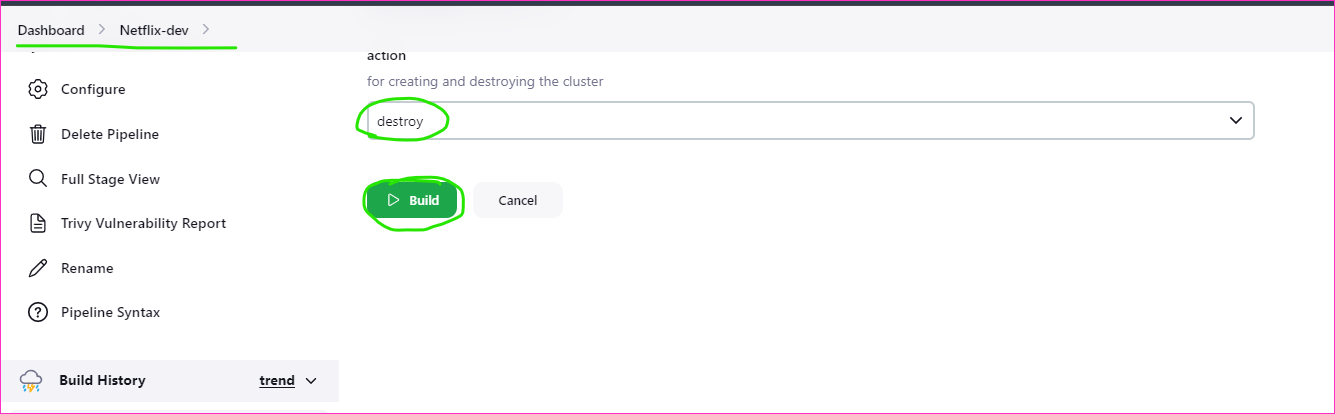 Dashboard > Netflix-dev >
action
for creating and destroying the cluster
destroy
Build Cancel
Configure
Delete Pipeline
Full Stage View
Trivy Vulnerability Report
Rename
Pipeline Syntax
Build History trend